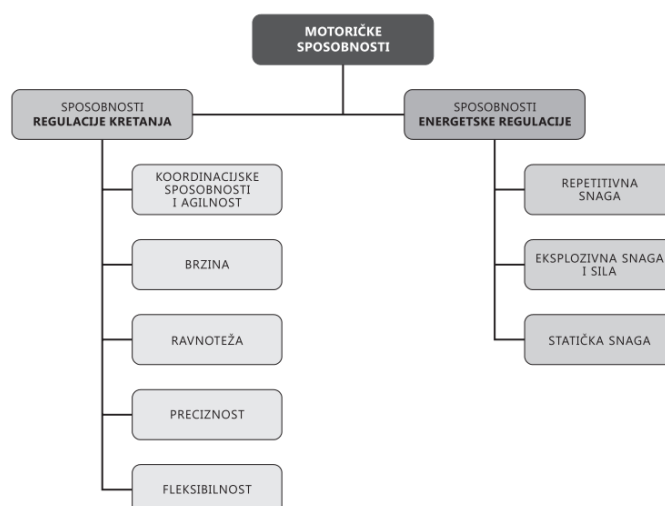 MOTORIČKE
SPOSOBNOSTI
SPOSOBNOSTI
REGULACIJE KRETANJA
SPOSOBNOSTI
ENERGETSKE REGULACIJE
KOORDINACIJSKE
SPOSOBNOSTI
I AGILNOST
BRZINA
RAVNOTEŽA
PRECIZNOST
FLEKSIBILNOST
REPETITIVNA
SNAGA
EKSPLOZIVNA SNAGA
I SILA
STATIČKA SNAGA